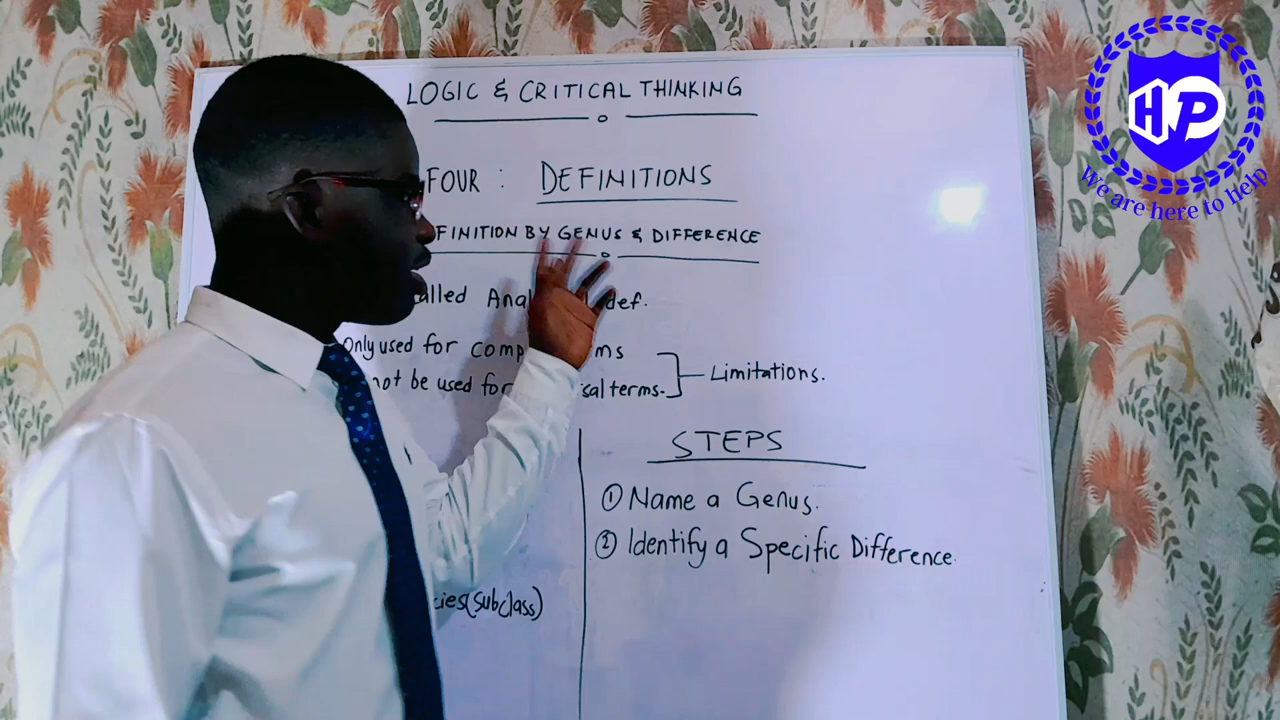 LOGIC & CRITICAL THINKING
FOUR : DEFINITIONS
FINITION BY GENUS & DIFFERENCE
alled Anal def.
Only used for comp ms
not be used for sal terms.
Limitations.
STEPS
① Name a Genus.
② Identify a Specific Difference.
cies(subclass)
HP
We are here to help